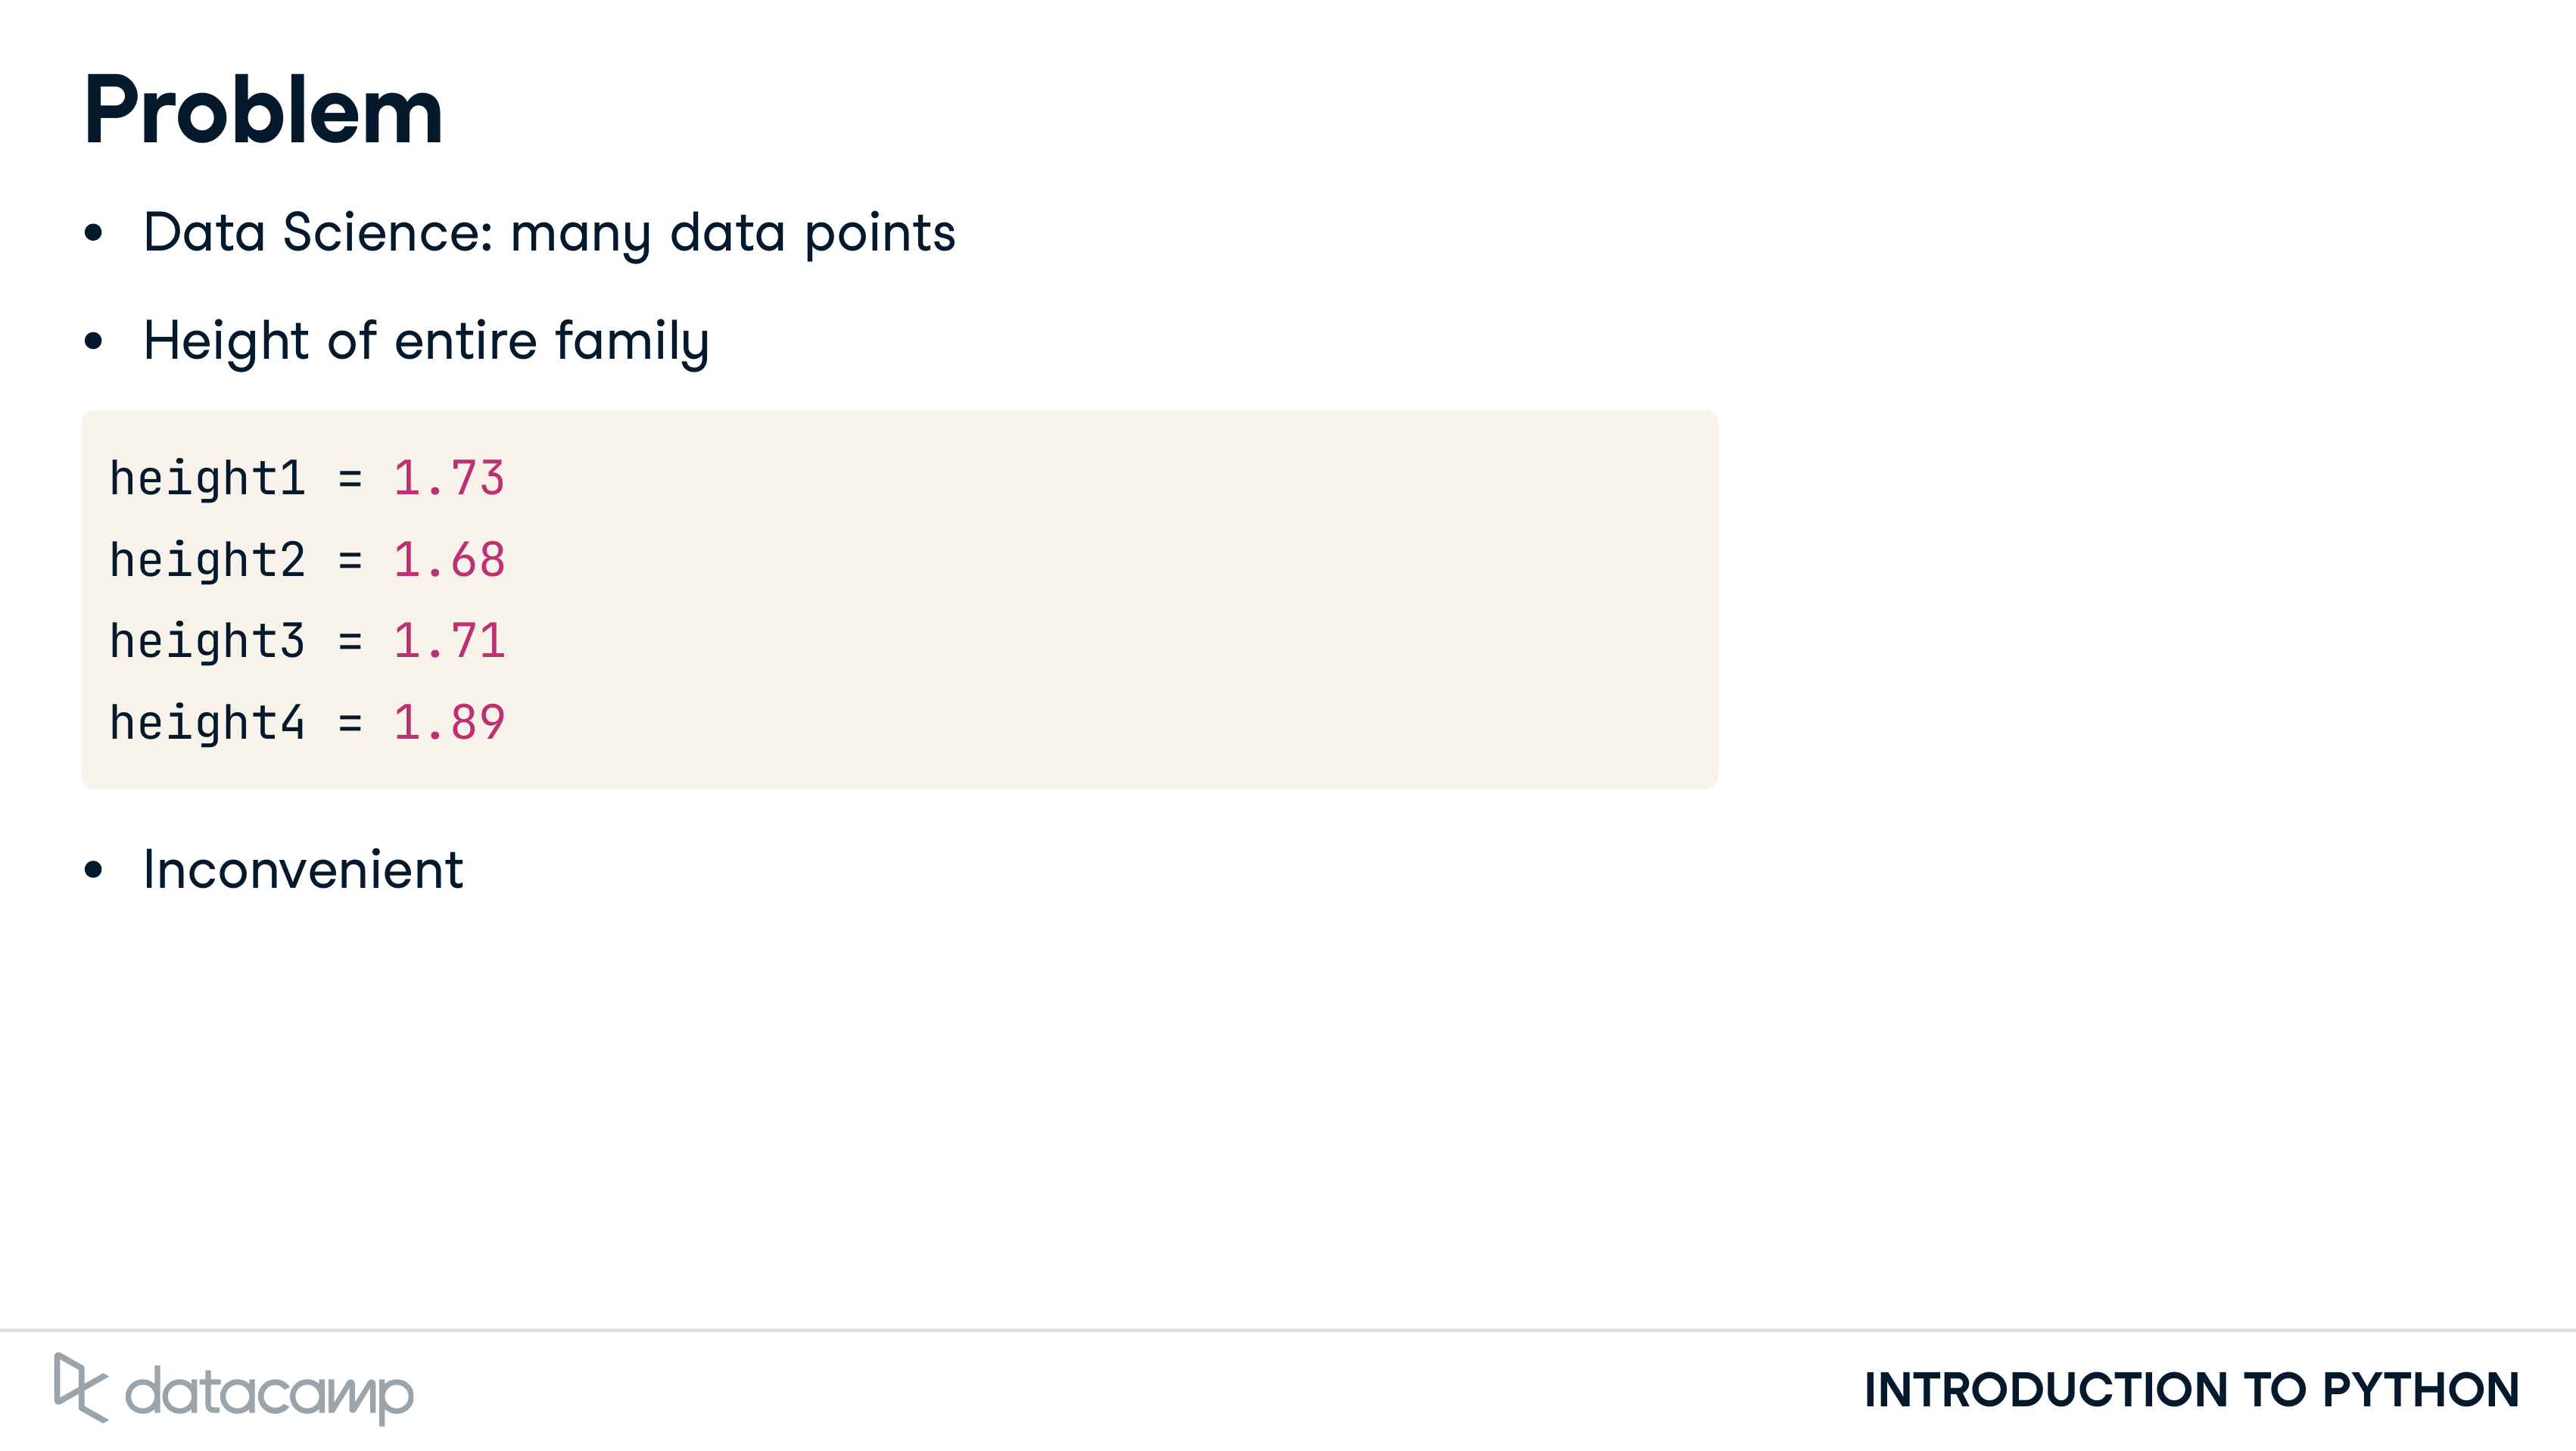 Problem
• Data Science: many data points
• Height of entire family
height1 = 1.73
height2 = 1.68
height3 = 1.71
height4 = 1.89
• Inconvenient
datacamp
INTRODUCTION TO PYTHON